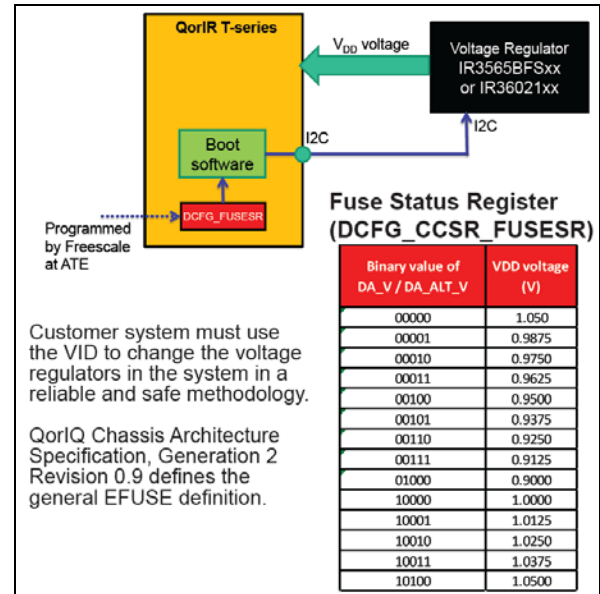 QorIR T-series
V_DD voltage
Voltage Regulator
IR3565BFSxx
or IR36021xx
I2C
I2C
Boot
software
DCFG_FUSESR
Programmed
by Freescale
at ATE
Fuse Status Register
(DCFG_CCSR_FUSESR)
Binary value of DA_V / DA_ALT_V | VDD voltage (V)
00000 1.050
00001 0.9875
00010 0.9750
00011 0.9625
00100 0.9500
00101 0.9375
00110 0.9250
00111 0.9125
01000 0.9000
10000 1.0000
10001 1.0125
10010 1.0250
10011 1.0375
10100 1.0500
Customer system must use
the VID to change the voltage
regulators in the system in a
reliable and safe methodology.
QorIQ Chassis Architecture
Specification, Generation 2
Revision 0.9 defines the
general EFUSE definition.